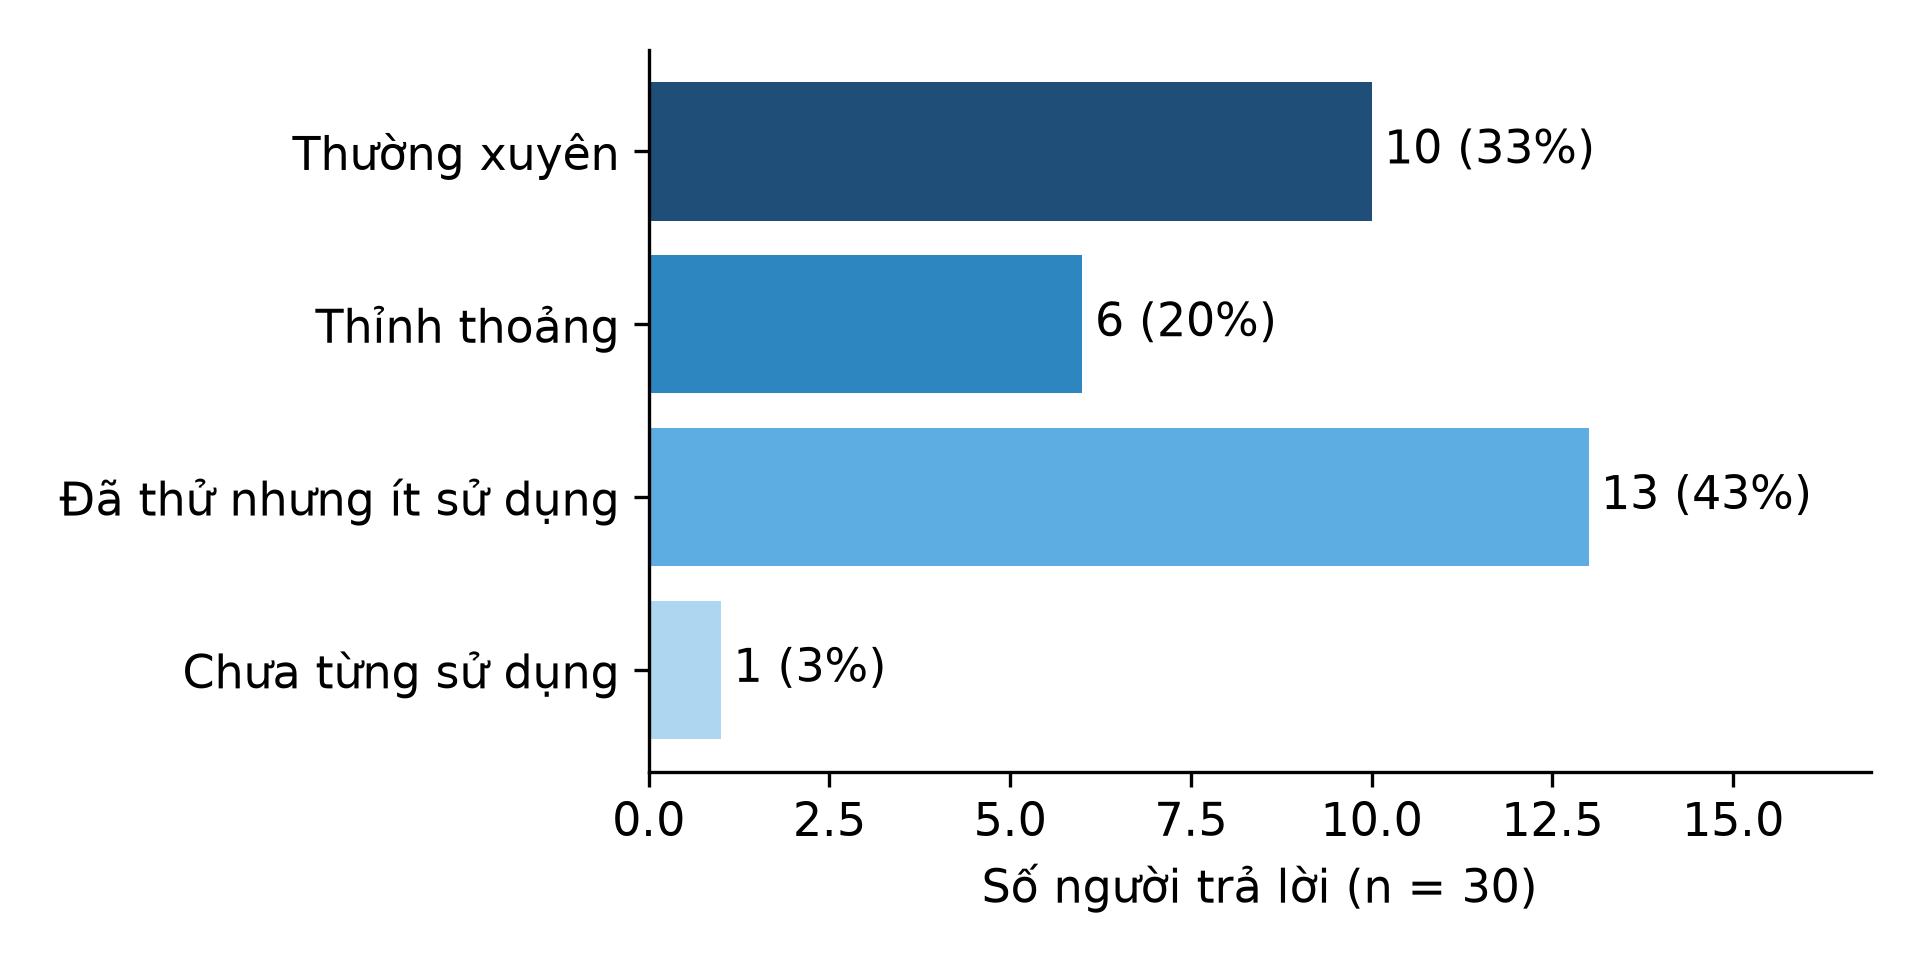 Thường xuyên
10 (33%)
Thỉnh thoảng
6 (20%)
Đã thử nhưng ít sử dụng
13 (43%)
Chưa từng sử dụng
1 (3%)
0.0 2.5 5.0 7.5 10.0 12.5 15.0
Số người trả lời (n = 30)